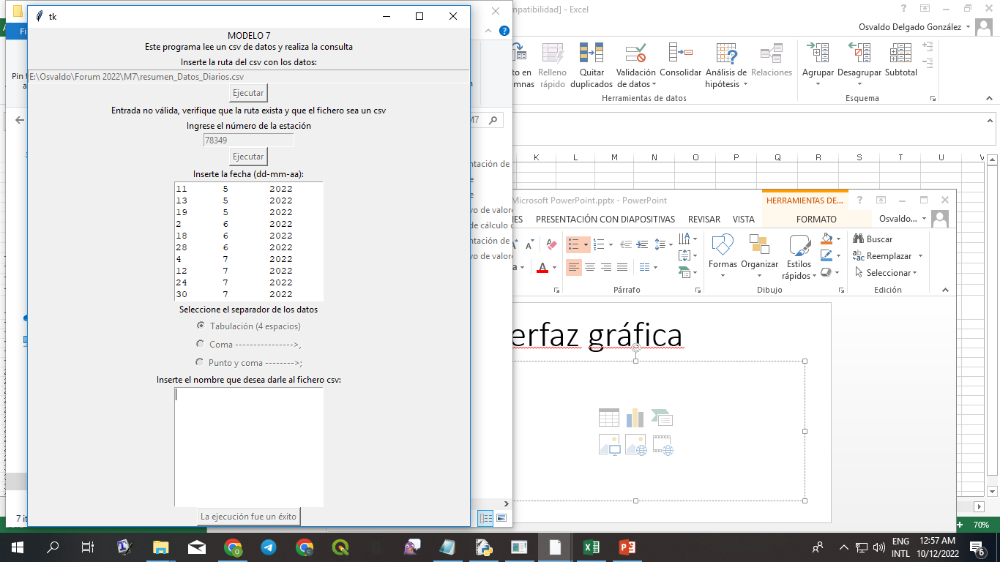 tk
MODELO 7
Este programa lee un csv de datos y realiza la consulta
Inserte la ruta del csv con los datos:
E:\Osvaldo\Forum 2022\M7\resumen_Datos_Diarios.csv
Ejecutar
Entrada no válida, verifique que la ruta exista y que el fichero sea un csv
Ingrese el número de la estación
78349
Ejecutar
Inserte la fecha (dd-mm-aa):
11 5 2022
13 5 2022
19 5 2022
2 6 2022
18 6 2022
28 6 2022
4 7 2022
12 7 2022
24 7 2022
30 7 2022
Seleccione el separador de los datos
Tabulación (4 espacios)
Coma ---------------->,
Punto y coma -------->;
Inserte el nombre que desea darle al fichero csv:
La ejecución fue un éxito
Fi
Pin t
a
M7
ntación de
e
e
vo de valore
de cálculo d
ntación de
vo de valore
7 it
mpatibilidad] - Excel
Osvaldo Delgado González
to en
mnas
Relleno
rápido
Quitar
duplicados
Validación
de datos
Consolidar
Análisis de
hipótesis
Relaciones
Agrupar
Desagrupar
Subtotal
Herramientas de datos
Esquema
K L M N O P Q R S T U V
Microsoft PowerPoint.pptx - PowerPoint
HERRAMIENTAS DE...
NES PRESENTACIÓN CON DIAPOSITIVAS REVISAR VISTA FORMATO
Osvaldo...
Formas
Organizar
Estilos
rápidos
Buscar
Reemplazar
Seleccionar
Párrafo
Dibujo
Edición
erfaz gráfica
70%
ENG
INTL
12:57 AM
10/12/2022
6